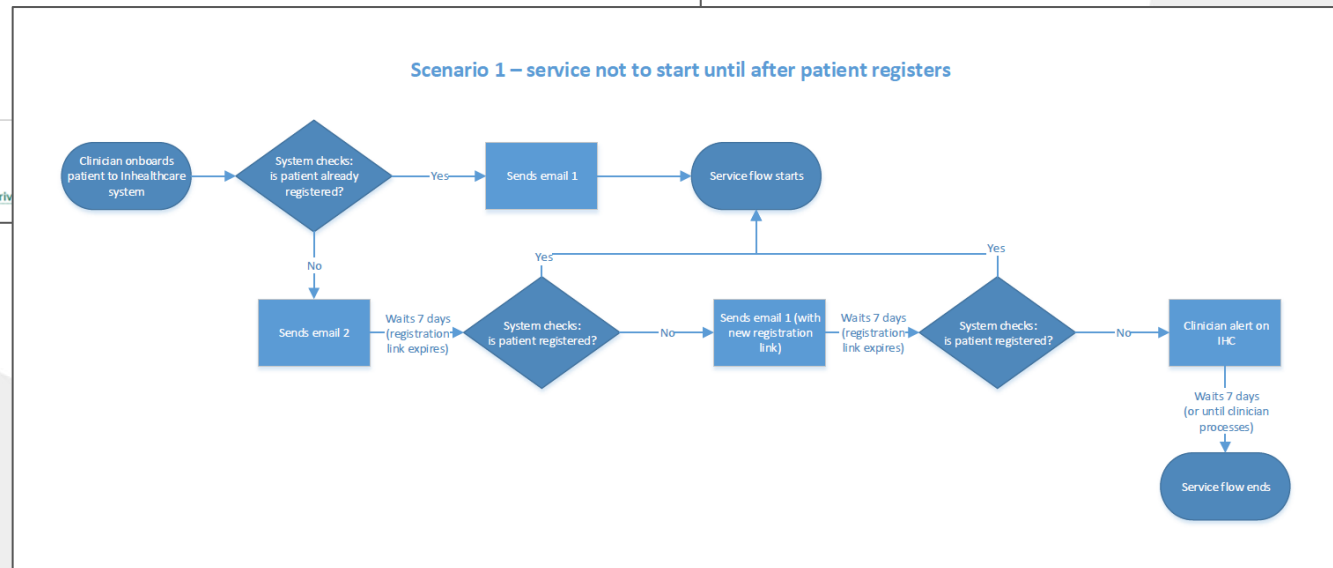 Scenario 1 – service not to start until after patient registers
Clinician onboards
patient to Inhealthcare
system
System checks:
is patient already
registered?
Yes
Sends email 1
Service flow starts
No
Yes
Yes
Sends email 2
Waits 7 days
(registration
link expires)
System checks:
is patient registered?
No
Sends email 1 (with
new registration
link)
Waits 7 days
(registration
link expires)
System checks:
is patient registered?
No
Clinician alert on
IHC
Waits 7 days
(or until clinician
processes)
Service flow ends